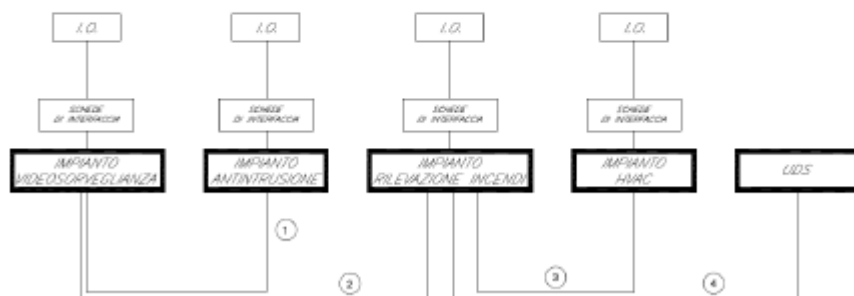 I.O.
I.O.
I.O.
I.O.
SCHEDE
DI INTERFACCIA
SCHEDE
DI INTERFACCIA
SCHEDE
DI INTERFACCIA
SCHEDE
DI INTERFACCIA
IMPIANTO
VIDEOSORVEGLIANZA
IMPIANTO
ANTINTRUSIONE
IMPIANTO
RILEVAZIONE INCENDI
IMPIANTO
HVAC
UDS
1
2
3
4